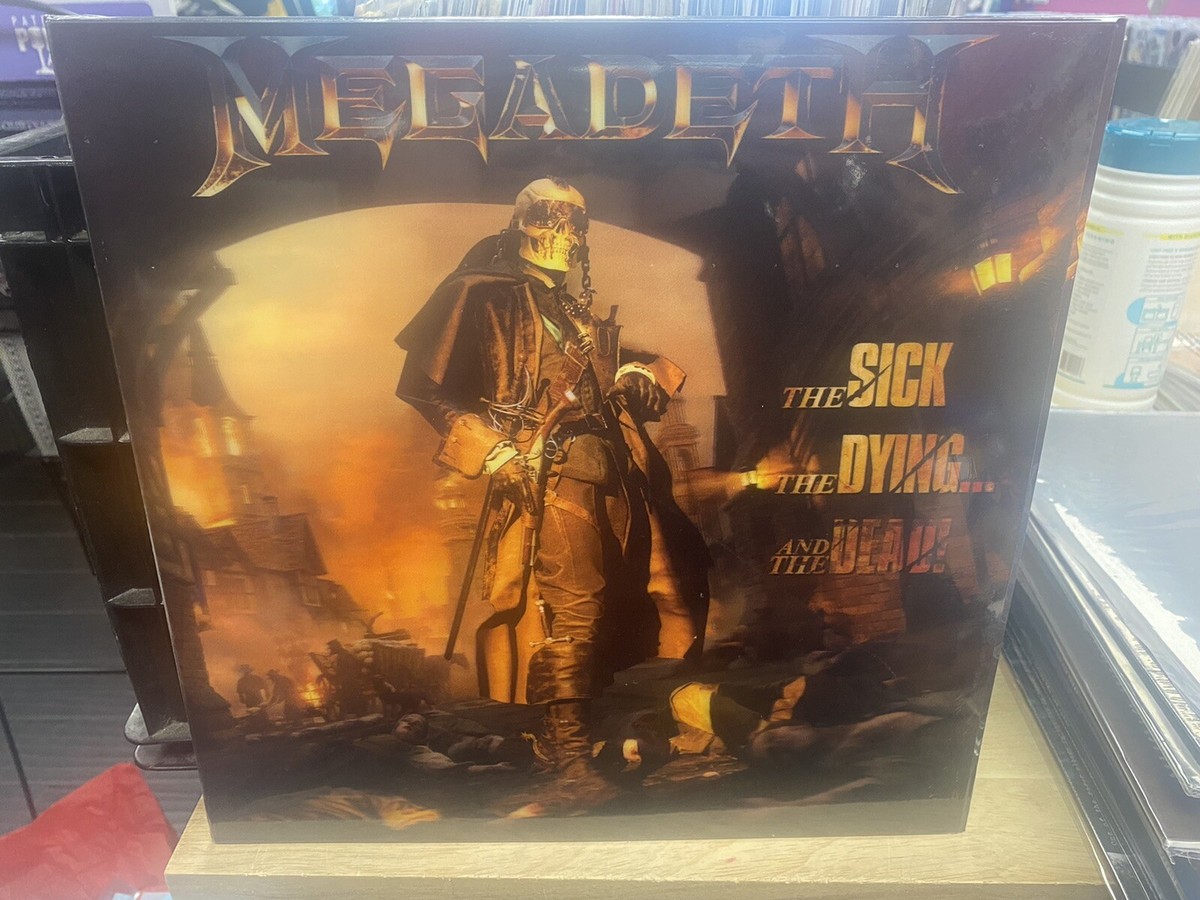 MEGADETH
THE SICK
THE DYING...
AND THE DEAD!